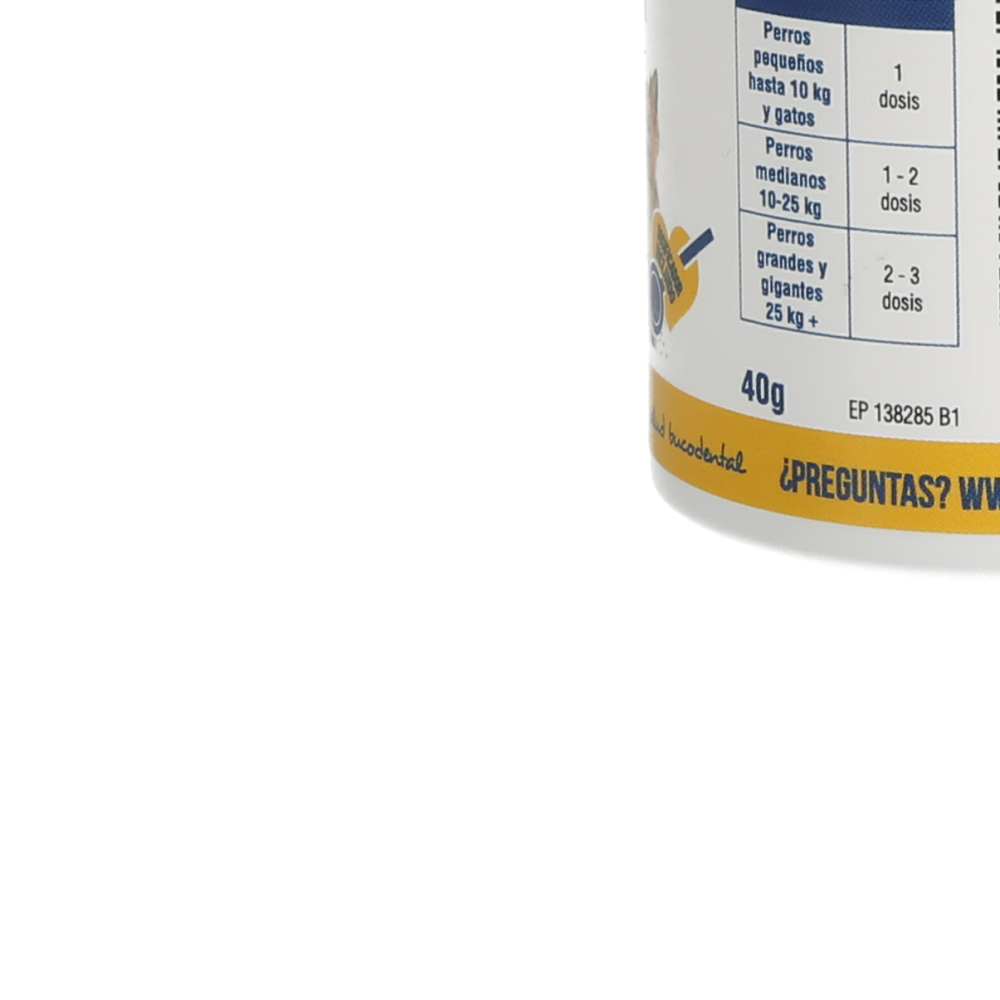 Perros
pequeños
hasta 10 kg
y gatos
1
dosis
Perros
medianos
10-25 kg
1 - 2
dosis
Perros
grandes y
gigantes
25 kg +
2 - 3
dosis
40g
EP 138285 B1
bucodental
¿PREGUNTAS?